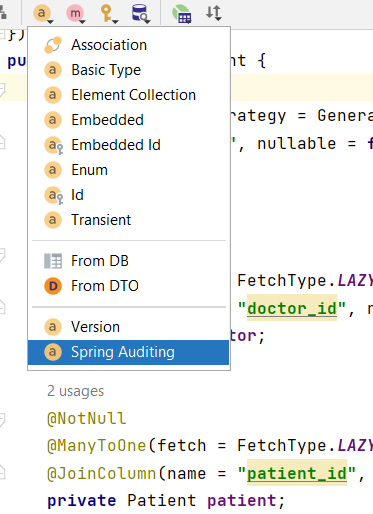 })
pu nt {
Association
Basic Type
Element Collection
rategy = Genera
Embedded
", nullable = f
Embedded Id
Enum
Id
Transient
From DB
FetchType.LAZY
From DTO
"doctor_id", n
Version
tor;
Spring Auditing
2 usages
@NotNull
@ManyToOne(fetch = FetchType.LAZY
@JoinColumn(name = "patient_id",
private Patient patient;